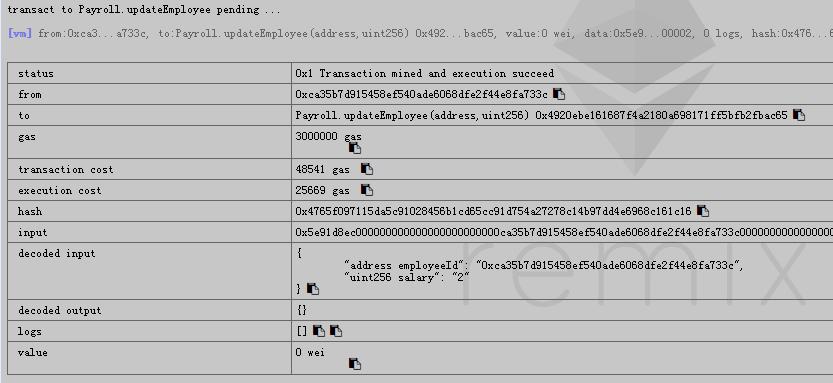 transact to Payroll.updateEmployee pending ...
[vm] from:0xca3...a733c, to:Payroll.updateEmployee(address,uint256) 0x492...bac65, value:0 wei, data:0x5e9...00002, 0 logs, hash:0x476...6
status 0x1 Transaction mined and execution succeed
from 0xca35b7d915458ef540ade6068dfe2f44e8fa733c
to Payroll.updateEmployee(address,uint256) 0x4920ebe161687f4a2180a698171ff5bfb2fbac65
gas 3000000 gas
transaction cost 48541 gas
execution cost 25669 gas
hash 0x4765f097115da5c91028456b1cd65cc91d754a27278c14b97dd4e6968c161c16
input 0x5e91d8ec000000000000000000000000ca35b7d915458ef540ade6068dfe2f44e8fa733c0000000000000000
decoded input {
"address employeeId": "0xca35b7d915458ef540ade6068dfe2f44e8fa733c",
"uint256 salary": "2"
}
decoded output {}
logs []
value 0 wei
remix